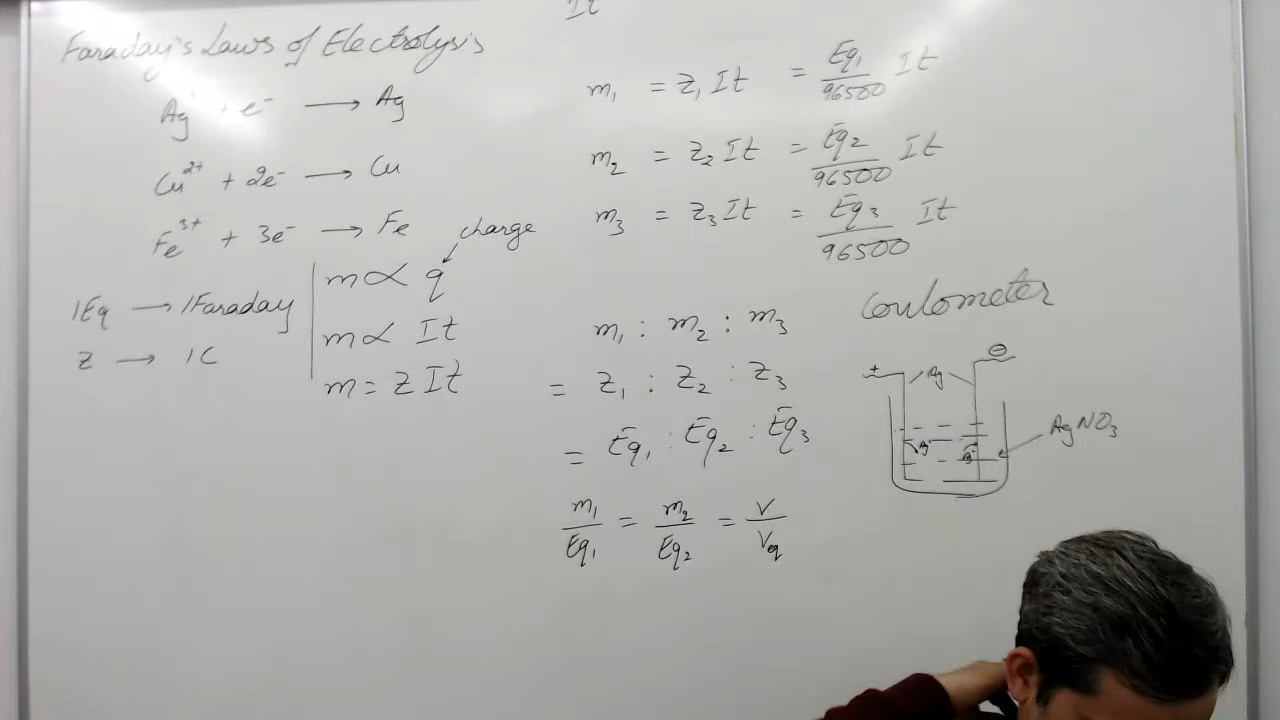 Faraday's Laws of Electrolysis
Ag⁺ + e⁻ → Ag
Cu²⁺ + 2e⁻ → Cu
Fe³⁺ + 3e⁻ → Fe
1Eq → 1Faraday
Z → 1C
charge
m ∝ q
m ∝ It
m = Z It
It
m₁ = Z₁ It = Eq₁/96500 It
m₂ = Z₂ It = Eq₂/96500 It
m₃ = Z₃ It = Eq₃/96500 It
m₁ : m₂ : m₃
= Z₁ : Z₂ : Z₃
= Eq₁ : Eq₂ : Eq₃
m₁/Eq₁ = m₂/Eq₂ = V/Veq
Coulometer
+ Ag ⊖
AgNO₃